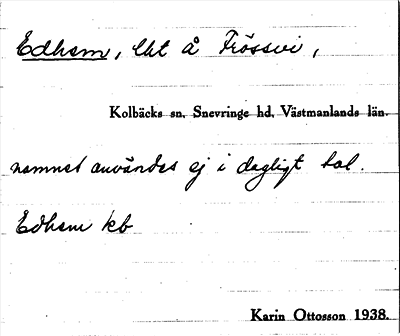 Edhem, lht å Frössvi,
Kolbäcks sn. Snevringe hd. Västmanlands län.
namnet användes ej i dagligt tal.
Edhem kb
Karin Ottosson 1938.